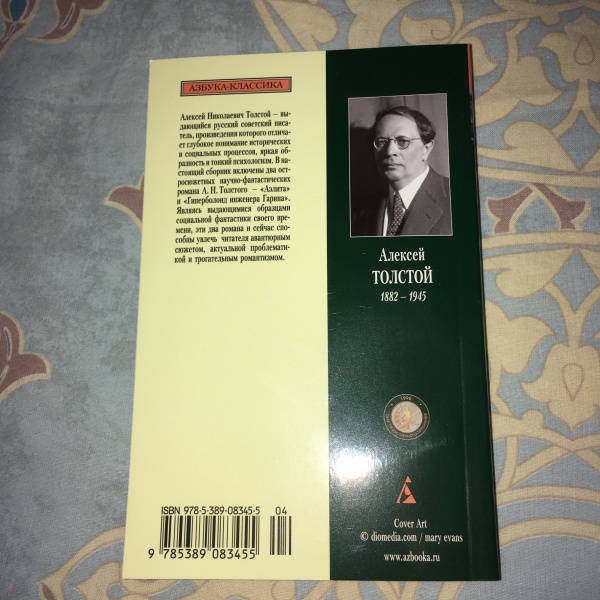 АЗБУКА-КЛАССИКА
Алексей Николаевич Толстой – вы-
дающийся русский советский писа-
тель, произведения которого отлича-
ет глубокое понимание исторических
и социальных процессов, яркая об-
разность и тонкий психологизм. В на-
стоящий сборник включены два ост-
росюжетных научно-фантастических
романа А. Н. Толстого – «Аэлита»
и «Гиперболоид инженера Гарина».
Являясь выдающимися образцами
социальной фантастики своего вре-
мени, эти два романа и сейчас спо-
собны увлечь читателя авантюрным
сюжетом, актуальной проблемати-
кой и трогательным романтизмом.
Алексей
ТОЛСТОЙ
1882 – 1945
ISBN 978-5-389-08345-5
04
9 785389 083455
Cover Art
© diomedia.com / mary evans
www.azbooka.ru